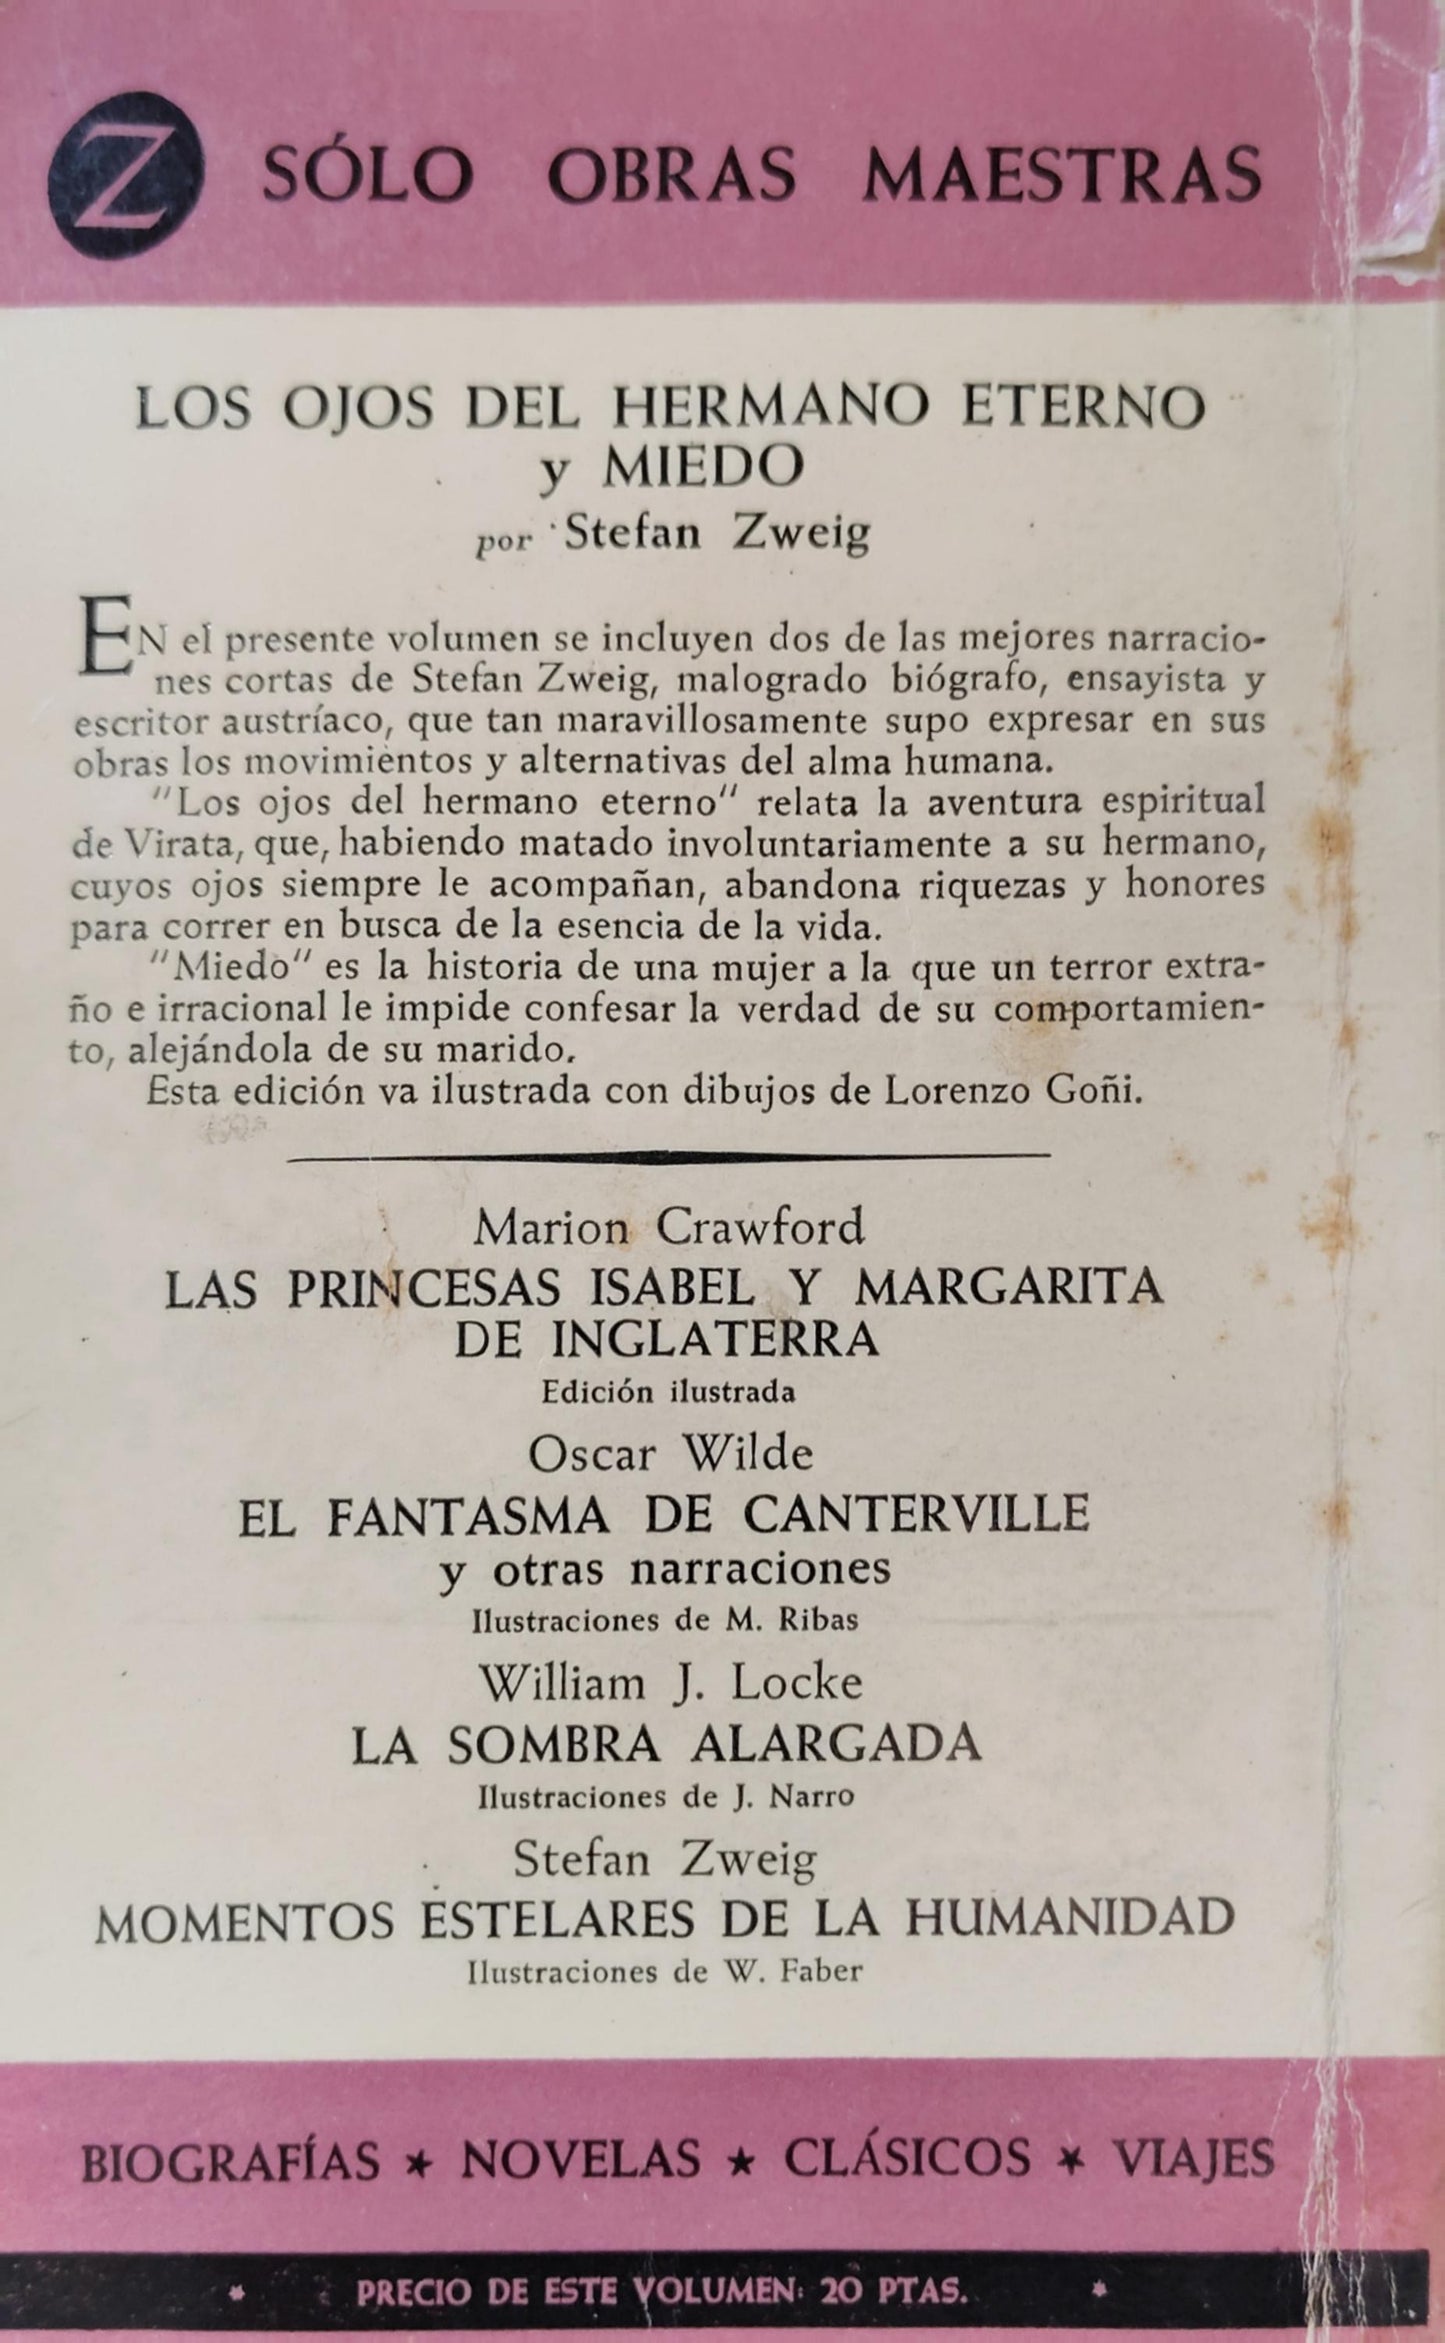 Z SÓLO OBRAS MAESTRAS
LOS OJOS DEL HERMANO ETERNO
y MIEDO
por Stefan Zweig
EN el presente volumen se incluyen dos de las mejores narracio-
nes cortas de Stefan Zweig, malogrado biógrafo, ensayista y
escritor austríaco, que tan maravillosamente supo expresar en sus
obras los movimientos y alternativas del alma humana.
"Los ojos del hermano eterno" relata la aventura espiritual
de Virata, que, habiendo matado involuntariamente a su hermano,
cuyos ojos siempre le acompañan, abandona riquezas y honores
para correr en busca de la esencia de la vida.
"Miedo" es la historia de una mujer a la que un terror extra-
ño e irracional le impide confesar la verdad de su comportamien-
to, alejándola de su marido.
Esta edición va ilustrada con dibujos de Lorenzo Goñi.
Marion Crawford
LAS PRINCESAS ISABEL Y MARGARITA
DE INGLATERRA
Edición ilustrada
Oscar Wilde
EL FANTASMA DE CANTERVILLE
y otras narraciones
Ilustraciones de M. Ribas
William J. Locke
LA SOMBRA ALARGADA
Ilustraciones de J. Narro
Stefan Zweig
MOMENTOS ESTELARES DE LA HUMANIDAD
Ilustraciones de W. Faber
BIOGRAFÍAS ★ NOVELAS ★ CLÁSICOS ★ VIAJES
* PRECIO DE ESTE VOLUMEN: 20 PTAS. *